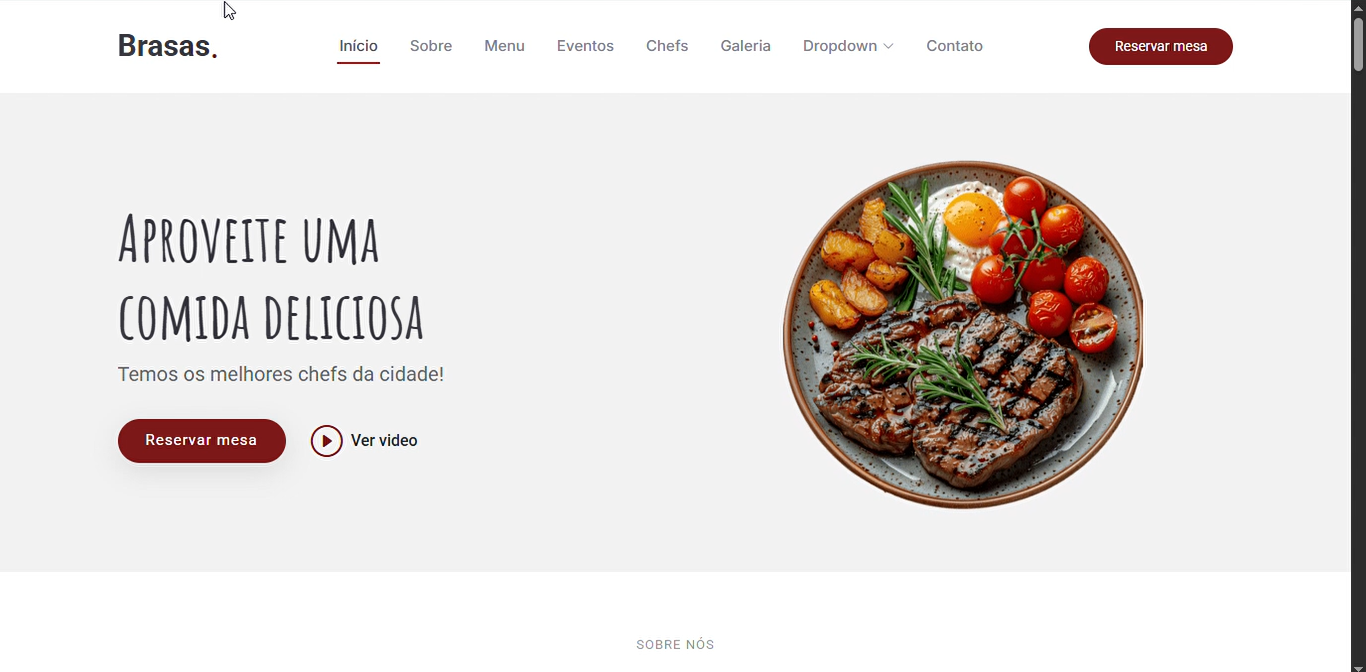 Brasas.
Início Sobre Menu Eventos Chefs Galeria Dropdown Contato
Reservar mesa
Aproveite uma
comida deliciosa
Temos os melhores chefs da cidade!
Reservar mesa
Ver video
SOBRE NÓS